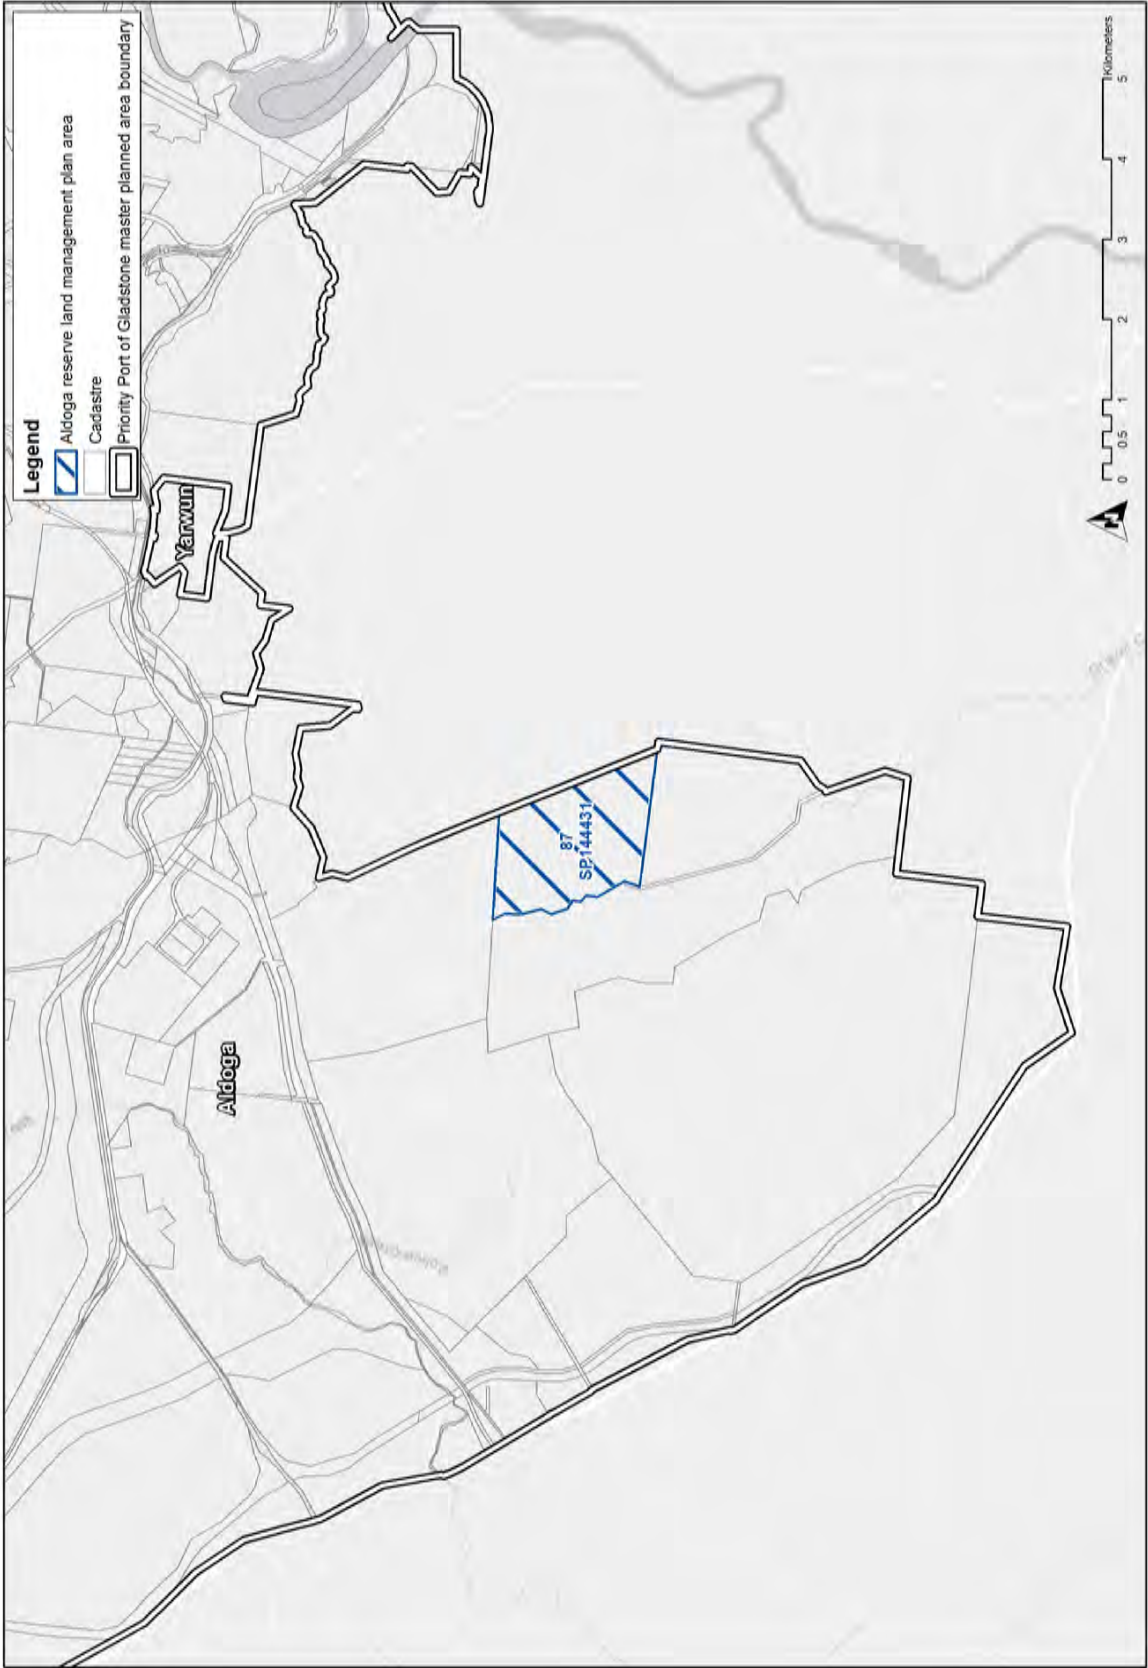 Legend
Aldoga reserve land management plan area
Cadastre
Priority Port of Gladstone master planned area boundary
Yarwun
Aldoga
87
SP144431
N
0 0.5 1 2 3 4 5
Kilometers